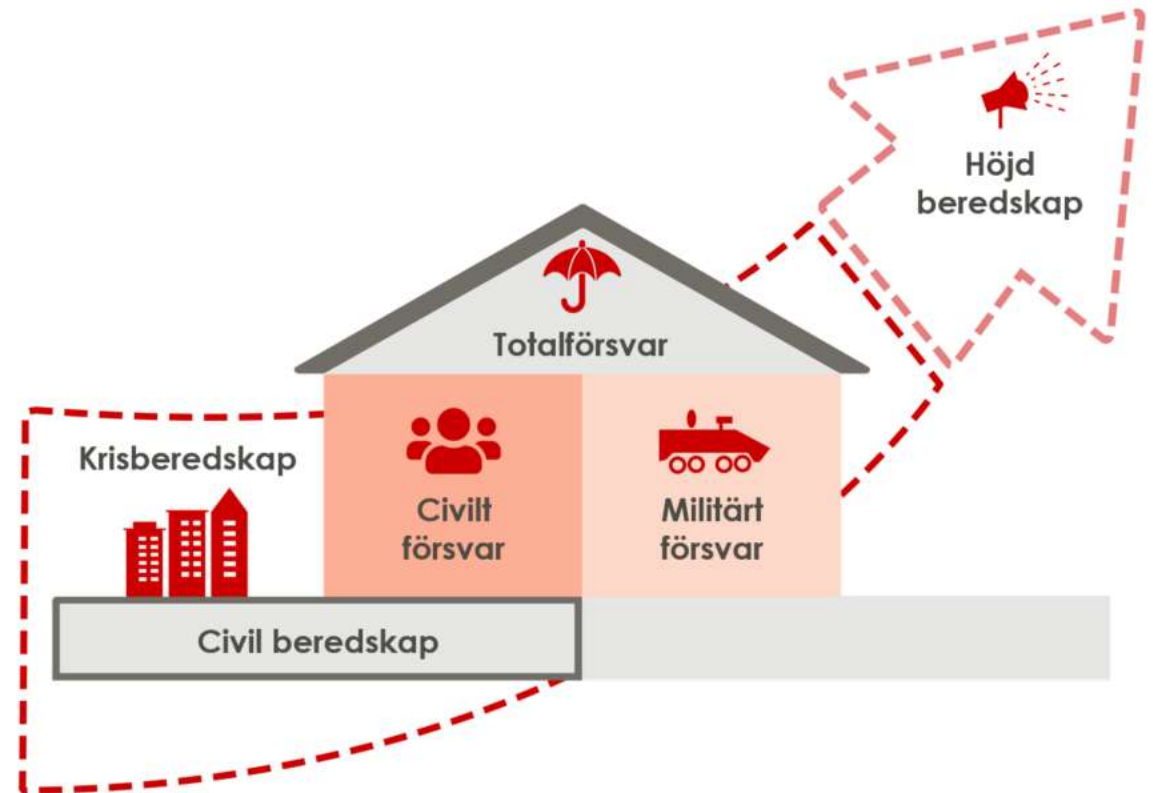 Höjd
beredskap
Totalförsvar
Krisberedskap
Civilt
försvar
Militärt
försvar
Civil beredskap